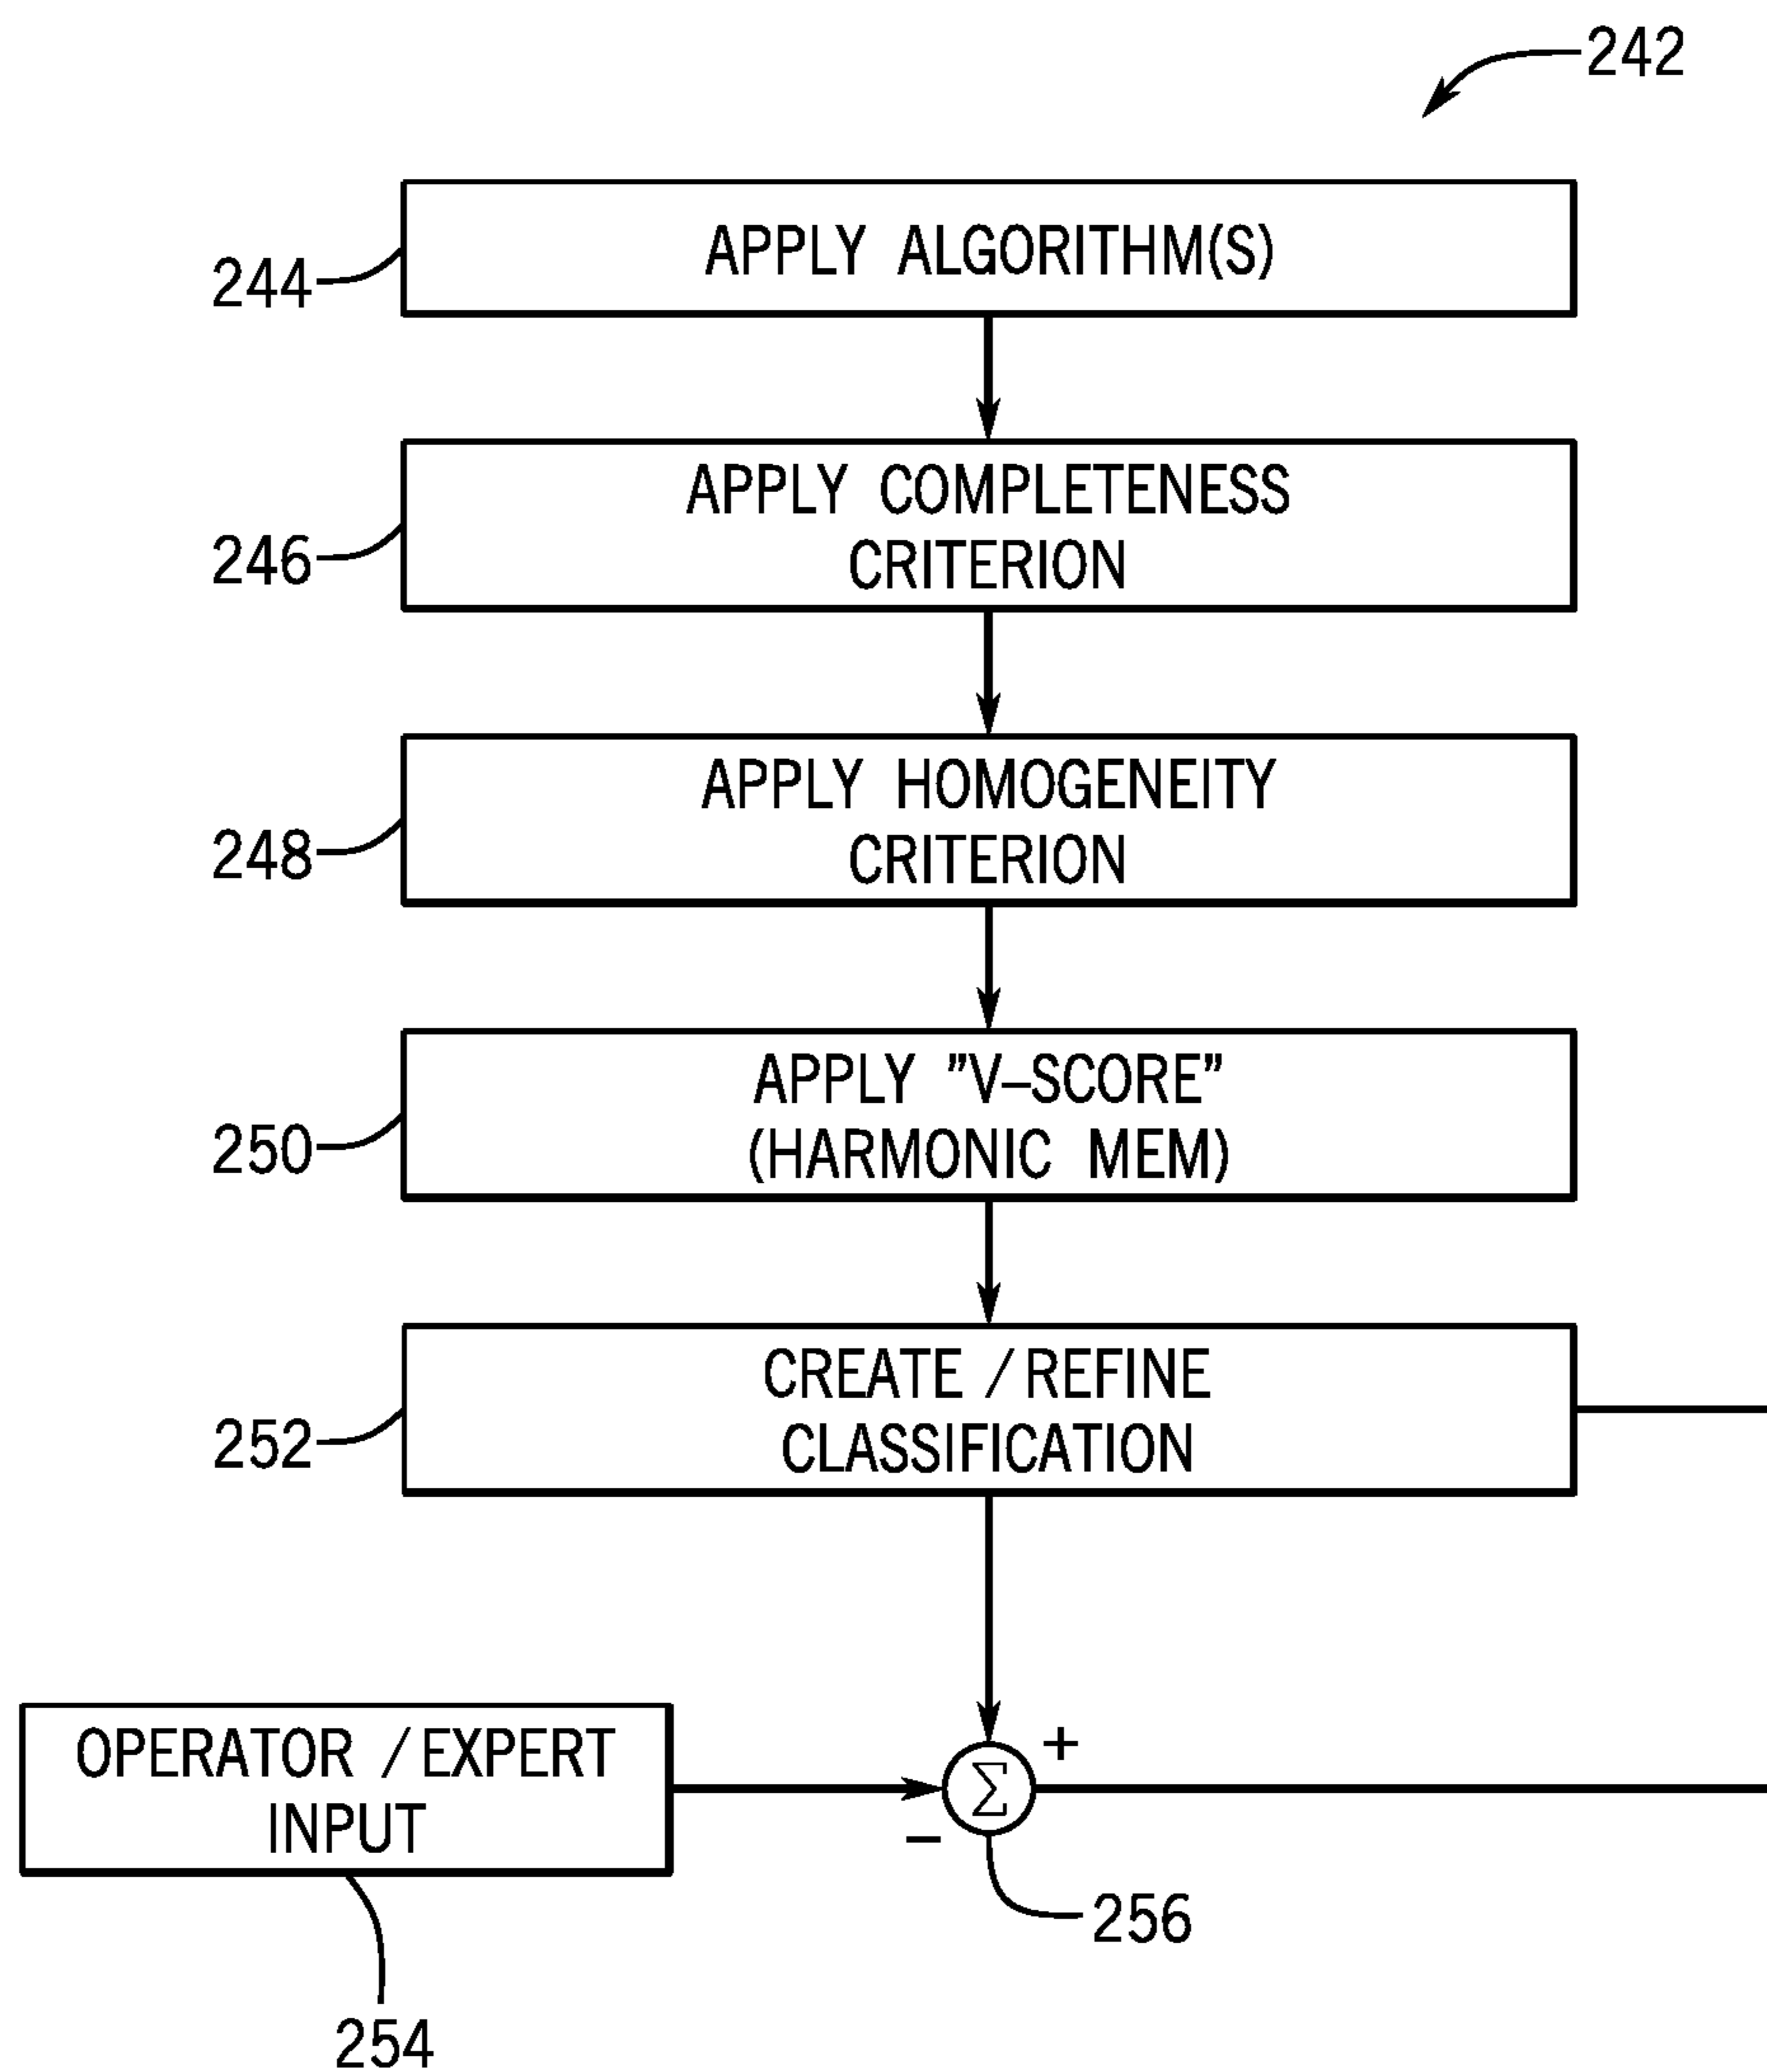 242
APPLY ALGORITHM(S)
244
APPLY COMPLETENESS
CRITERION
246
APPLY HOMOGENEITY
CRITERION
248
APPLY "V–SCORE"
(HARMONIC MEM)
250
CREATE / REFINE
CLASSIFICATION
252
OPERATOR / EXPERT
INPUT
+
Σ
–
256
254